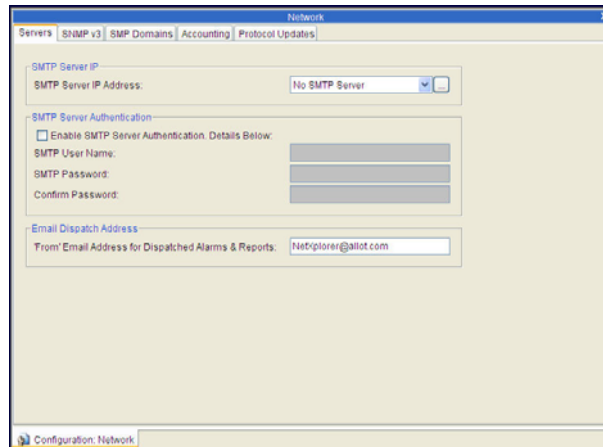 Network
Servers SNMP v3 SMP Domains Accounting Protocol Updates
SMTP Server IP
SMTP Server IP Address: No SMTP Server ...
SMTP Server Authentication
Enable SMTP Server Authentication. Details Below:
SMTP User Name:
SMTP Password:
Confirm Password:
Email Dispatch Address
'From' Email Address for Dispatched Alarms & Reports: NetXplorer@allot.com
Configuration: Network